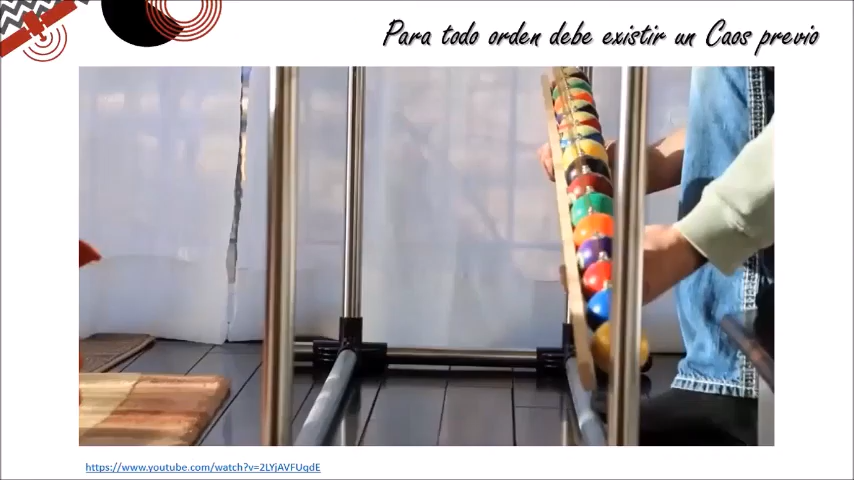 Para todo orden debe existir un Caos previo
https://www.youtube.com/watch?v=2LYjAVFUqdE